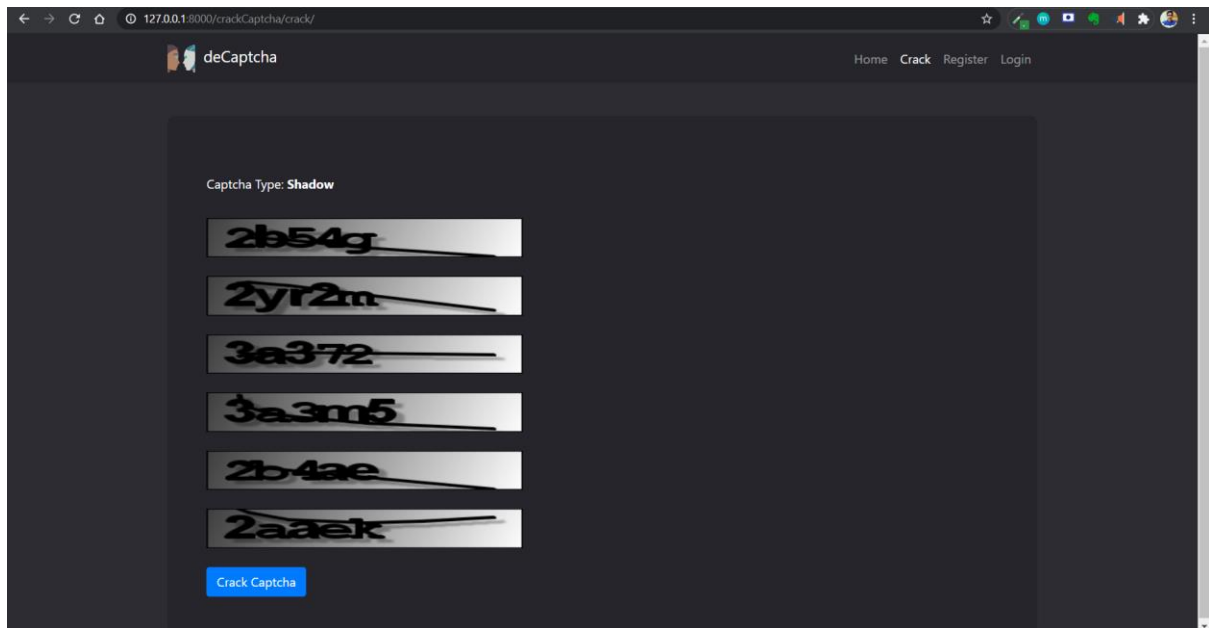 127.0.0.1:8000/crackCaptcha/crack/
deCaptcha
Home Crack Register Login
Captcha Type: Shadow
2b54g
2yr2m
3a372
3a3m5
2b4ae
2aaek
Crack Captcha